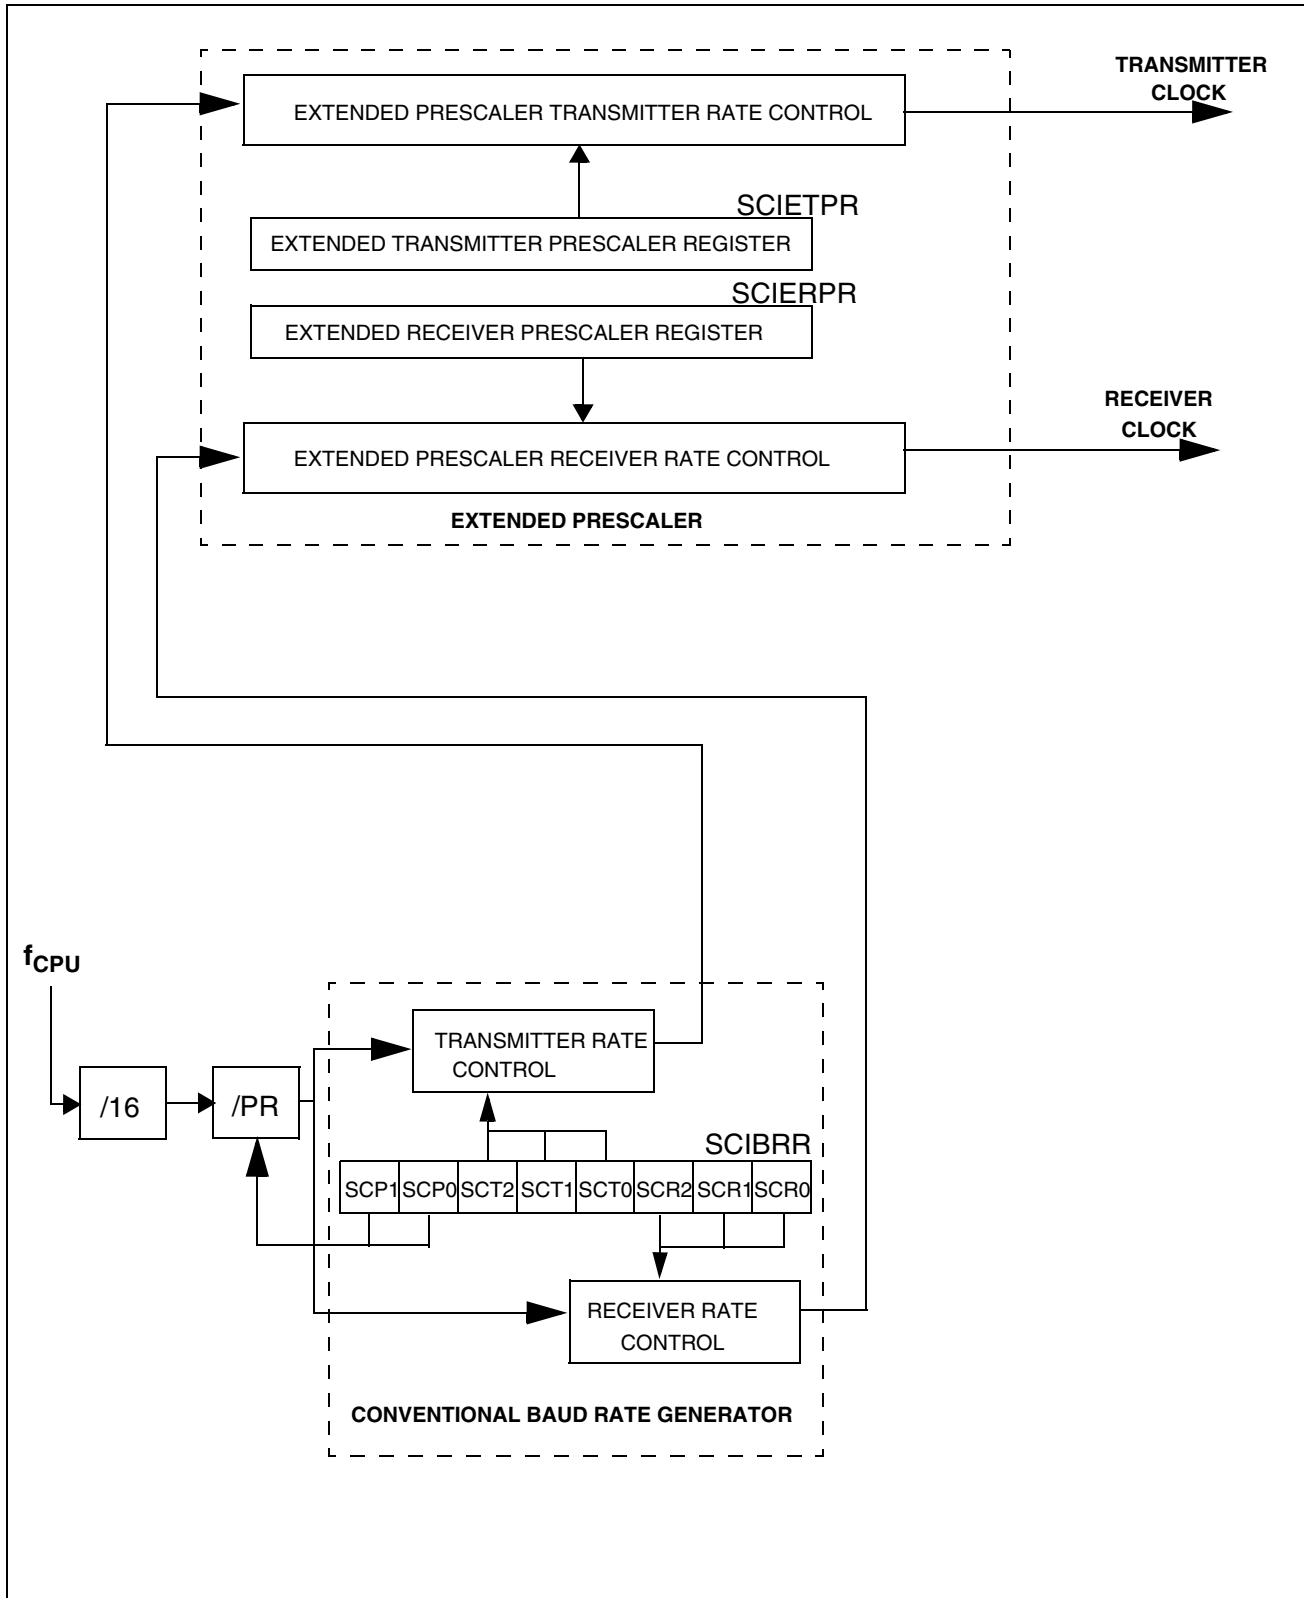 TRANSMITTER
CLOCK
EXTENDED PRESCALER TRANSMITTER RATE CONTROL
SCIETPR
EXTENDED TRANSMITTER PRESCALER REGISTER
SCIERPR
EXTENDED RECEIVER PRESCALER REGISTER
RECEIVER
CLOCK
EXTENDED PRESCALER RECEIVER RATE CONTROL
EXTENDED PRESCALER
fCPU
TRANSMITTER RATE
CONTROL
/16
/PR
SCIBRR
SCP1 SCP0 SCT2 SCT1 SCT0 SCR2 SCR1 SCR0
RECEIVER RATE
CONTROL
CONVENTIONAL BAUD RATE GENERATOR